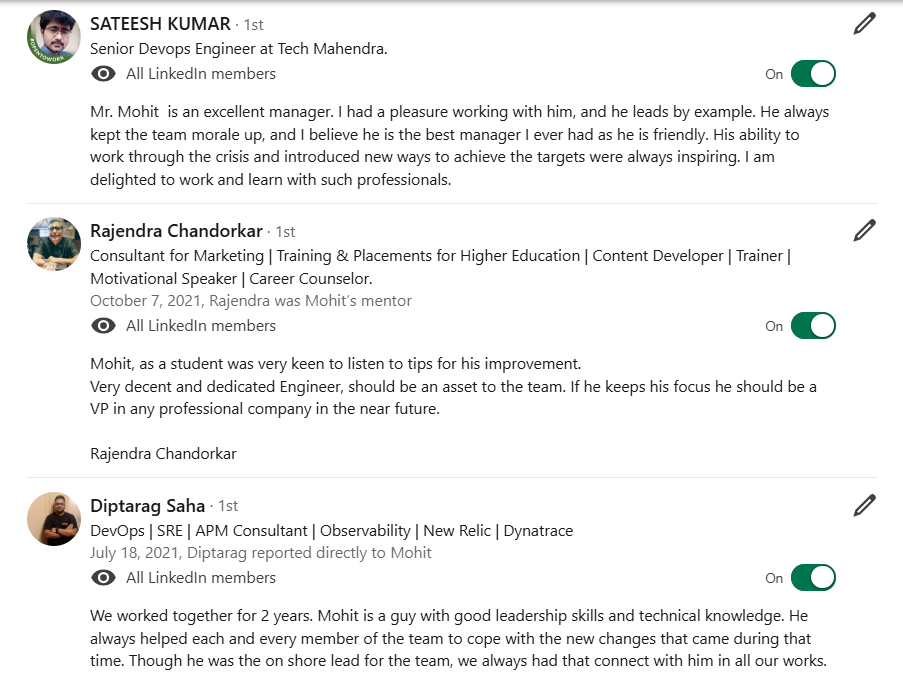 SATEESH KUMAR · 1st
Senior Devops Engineer at Tech Mahendra.
All LinkedIn members
On
Mr. Mohit  is an excellent manager. I had a pleasure working with him, and he leads by example. He always
kept the team morale up, and I believe he is the best manager I ever had as he is friendly. His ability to
work through the crisis and introduced new ways to achieve the targets were always inspiring. I am
delighted to work and learn with such professionals.
#OPENTOWORK
Rajendra Chandorkar · 1st
Consultant for Marketing | Training & Placements for Higher Education | Content Developer | Trainer |
Motivational Speaker | Career Counselor.
October 7, 2021, Rajendra was Mohit's mentor
All LinkedIn members
On
Mohit, as a student was very keen to listen to tips for his improvement.
Very decent and dedicated Engineer, should be an asset to the team. If he keeps his focus he should be a
VP in any professional company in the near future.
Rajendra Chandorkar
Diptarag Saha · 1st
DevOps | SRE | APM Consultant | Observability | New Relic | Dynatrace
July 18, 2021, Diptarag reported directly to Mohit
All LinkedIn members
On
We worked together for 2 years. Mohit is a guy with good leadership skills and technical knowledge. He
always helped each and every member of the team to cope with the new changes that came during that
time. Though he was the on shore lead for the team, we always had that connect with him in all our works.